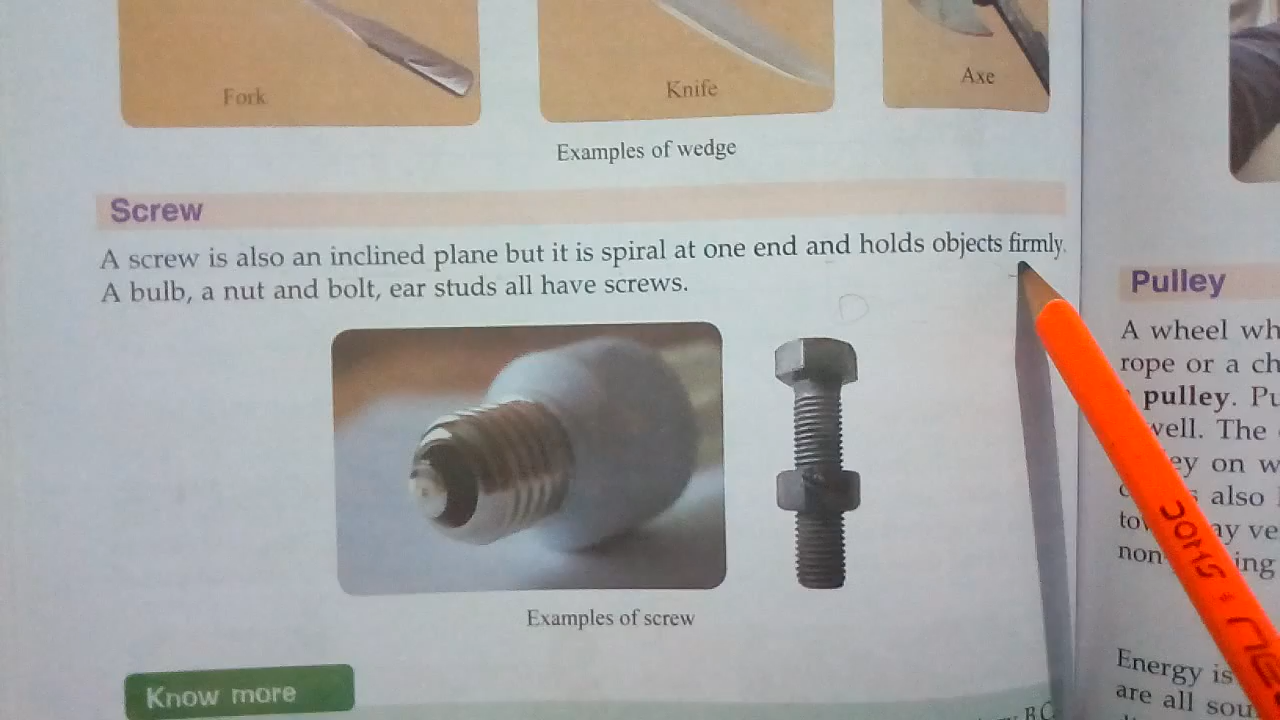 Fork
Knife
Axe
Examples of wedge
Screw
A screw is also an inclined plane but it is spiral at one end and holds objects firmly.
A bulb, a nut and bolt, ear studs all have screws.
Examples of screw
Know more
B.C.
Pulley
A wheel wh
rope or a ch
pulley. Pu
well. The
ey on w
also
ay ve
non ing
Energy is
are all sou
DOMS